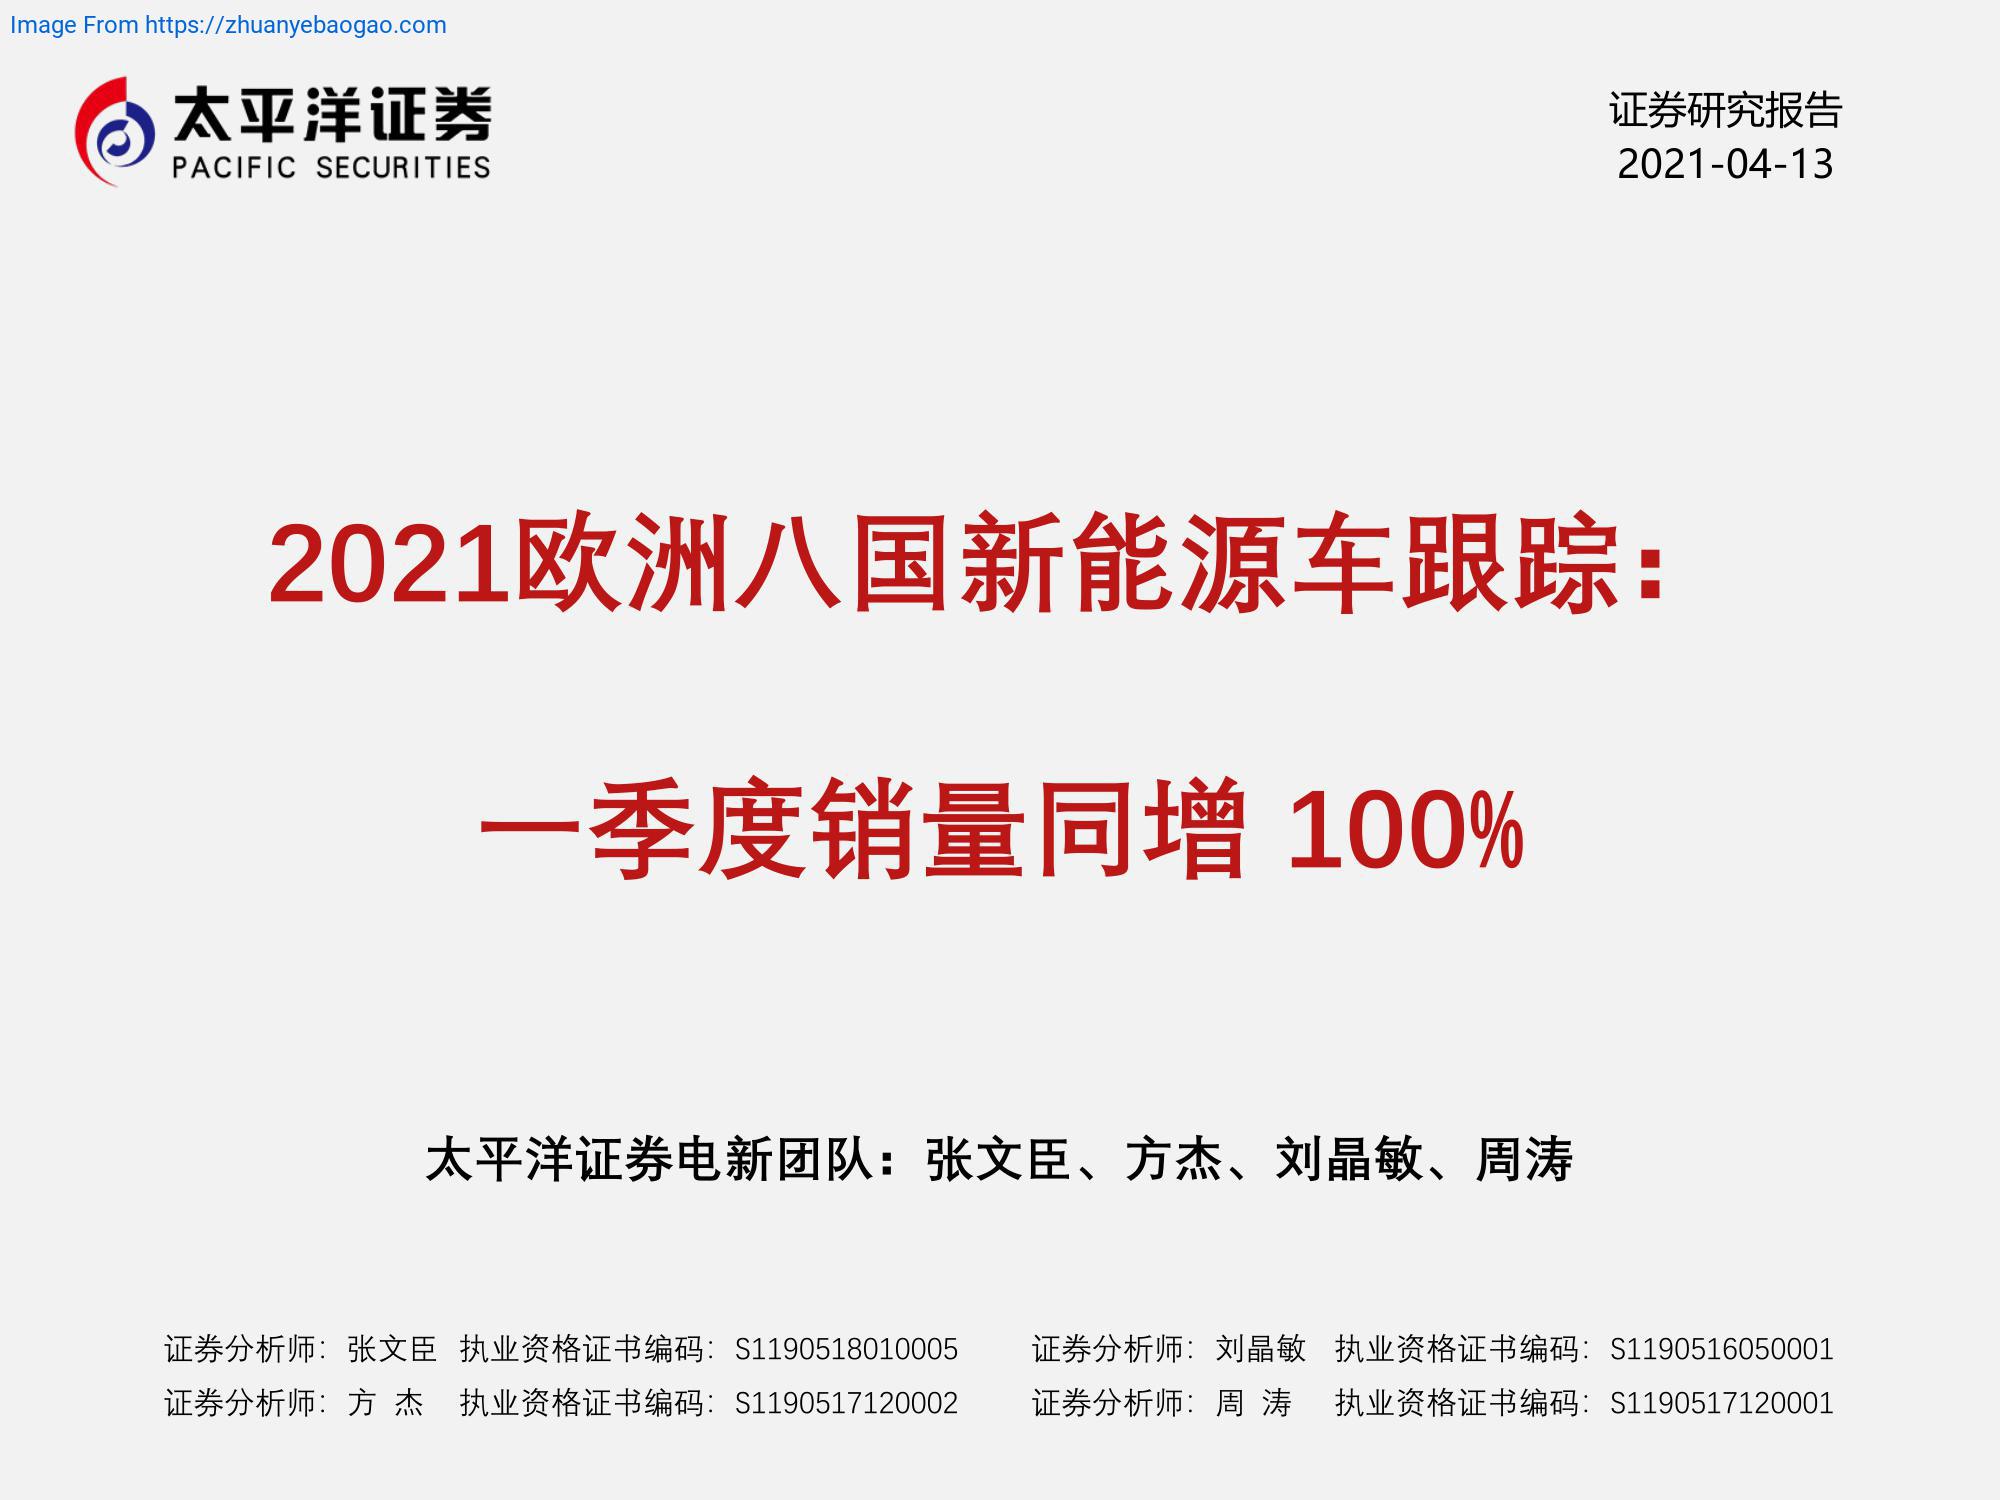 Image From https://zhuanyebaogao.com
太平洋证券
PACIFIC SECURITIES
证券研究报告
2021-04-13
2021欧洲八国新能源车跟踪：
一季度销量同增 100%
太平洋证券电新团队：张文臣、方杰、刘晶敏、周涛
证券分析师：张文臣 执业资格证书编码：S1190518010005
证券分析师：刘晶敏 执业资格证书编码：S1190516050001
证券分析师：方 杰 执业资格证书编码：S1190517120002
证券分析师：周 涛 执业资格证书编码：S1190517120001